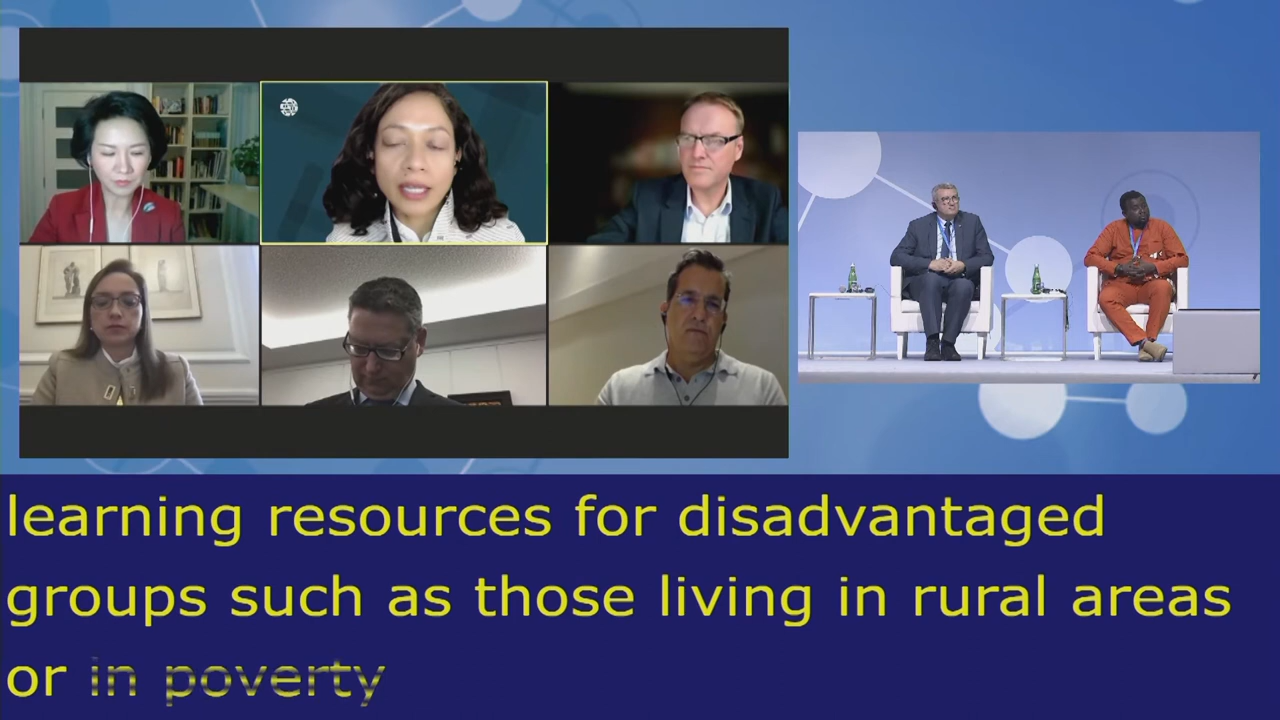 learning resources for disadvantaged
groups such as those living in rural areas
or in poverty